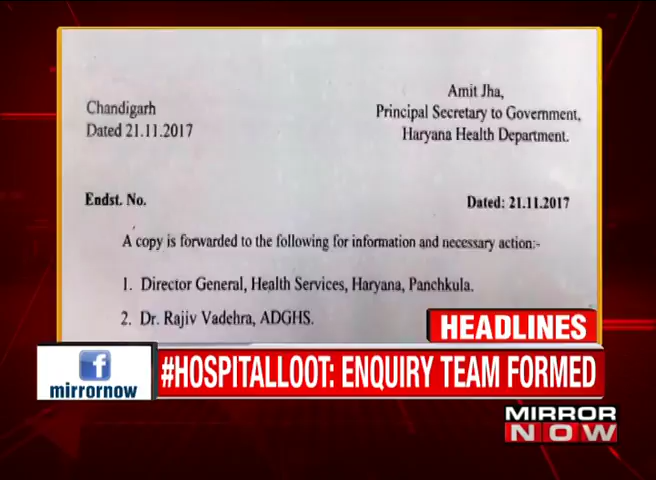 Chandigarh
Dated 21.11.2017
Amit Jha,
Principal Secretary to Government,
Haryana Health Department.
Endst. No.
Dated: 21.11.2017
A copy is forwarded to the following for information and necessary action:-
1. Director General, Health Services, Haryana, Panchkula.
2. Dr. Rajiv Vadehra, ADGHS.
HEADLINES
f
mirrornow
#HOSPITALLOOT: ENQUIRY TEAM FORMED
MIRROR
NOW